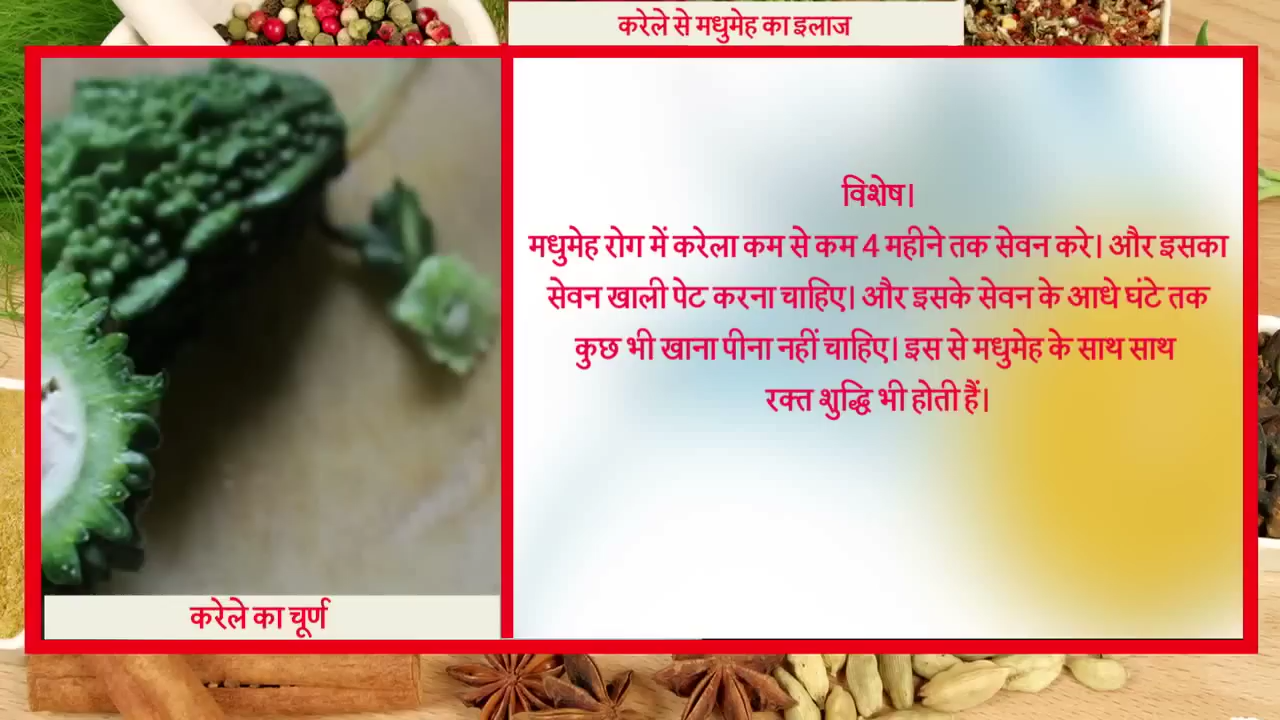 करेले से मधुमेह का इलाज
विशेष।
मधुमेह रोग में करेला कम से कम 4 महीने तक सेवन करे। और इसका
सेवन खाली पेट करना चाहिए। और इसके सेवन के आधे घंटे तक
कुछ भी खाना पीना नहीं चाहिए। इस से मधुमेह के साथ साथ
रक्त शुद्धि भी होती हैं।
करेले का चूर्ण